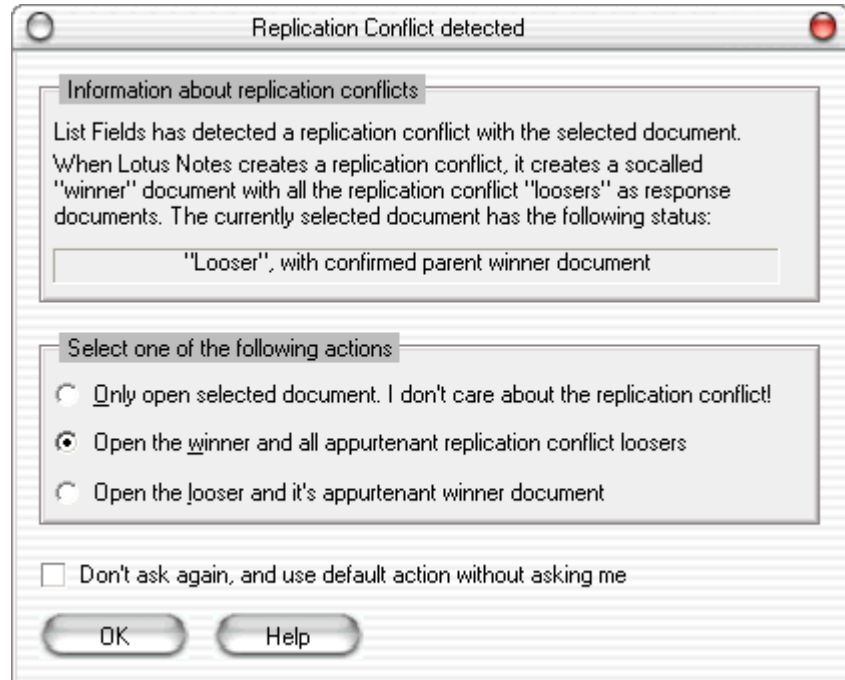 Replication Conflict detected
Information about replication conflicts
List Fields has detected a replication conflict with the selected document.
When Lotus Notes creates a replication conflict, it creates a socalled
"winner" document with all the replication conflict "loosers" as response
documents. The currently selected document has the following status:
"Looser", with confirmed parent winner document
Select one of the following actions
Only open selected document. I don't care about the replication conflict!
Open the winner and all appurtenant replication conflict loosers
Open the looser and it's appurtenant winner document
Don't ask again, and use default action without asking me
OK Help